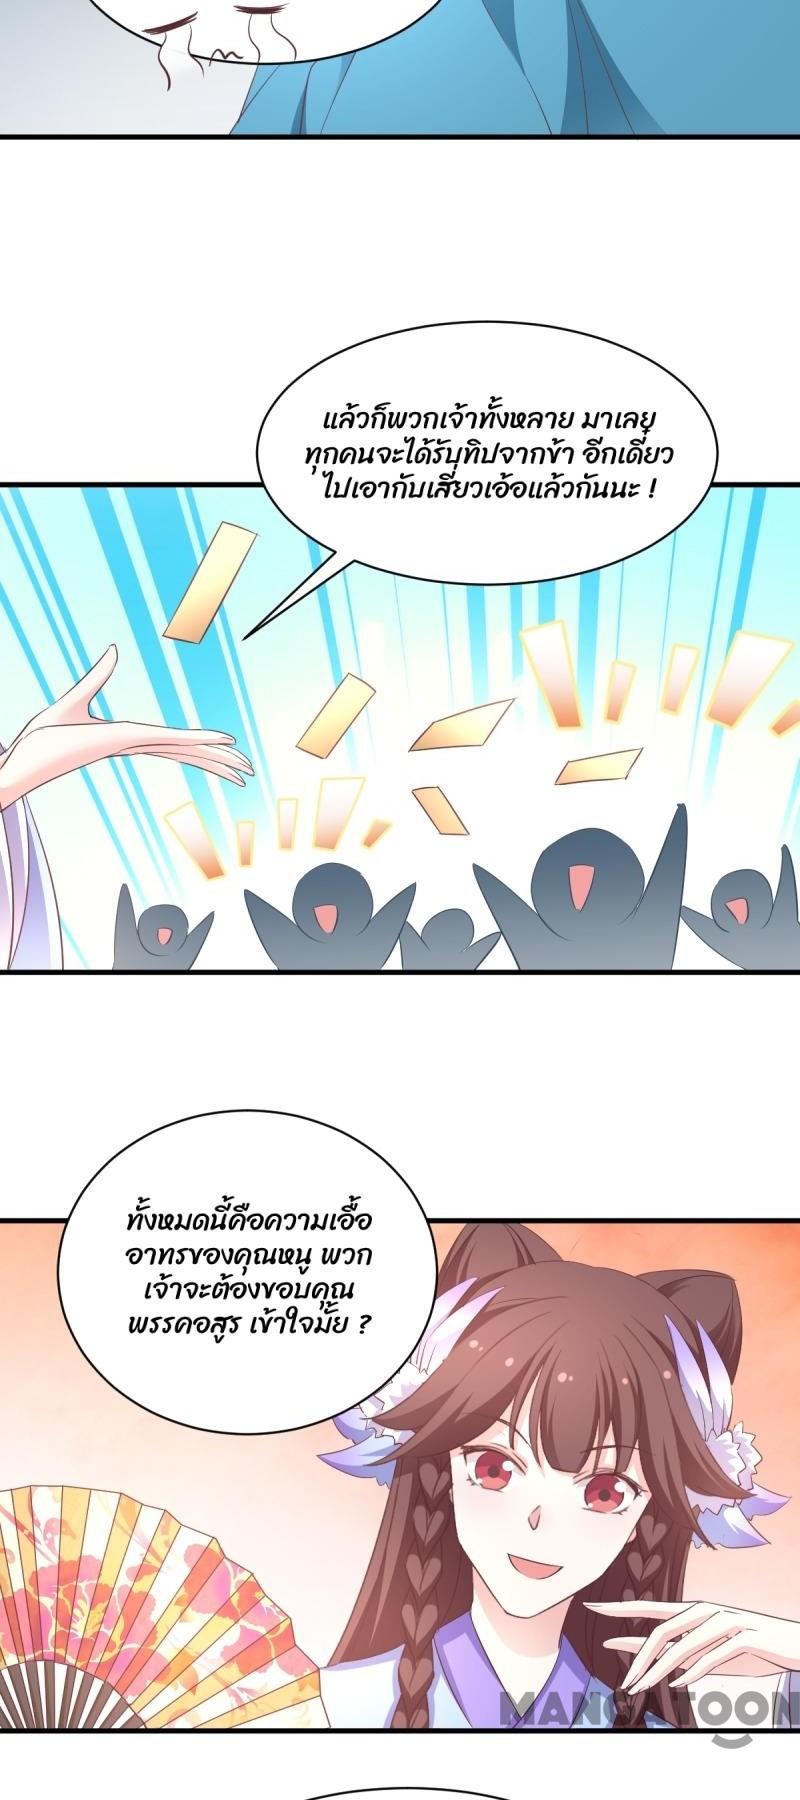 แล้วก็พวกเจ้าทั้งหลาย มาเลย
ทุกคนจะได้รับทิปจากข้า อีกเดี๋ยว
ไปเอากับเสี่ยวเอ้อแล้วกันนะ !
ทั้งหมดนี้คือความเอื้อ
อาทรของคุณหนู พวก
เจ้าจะต้องขอบคุณ
พรรคอสูร เข้าใจมั้ย ?
MANGATOON